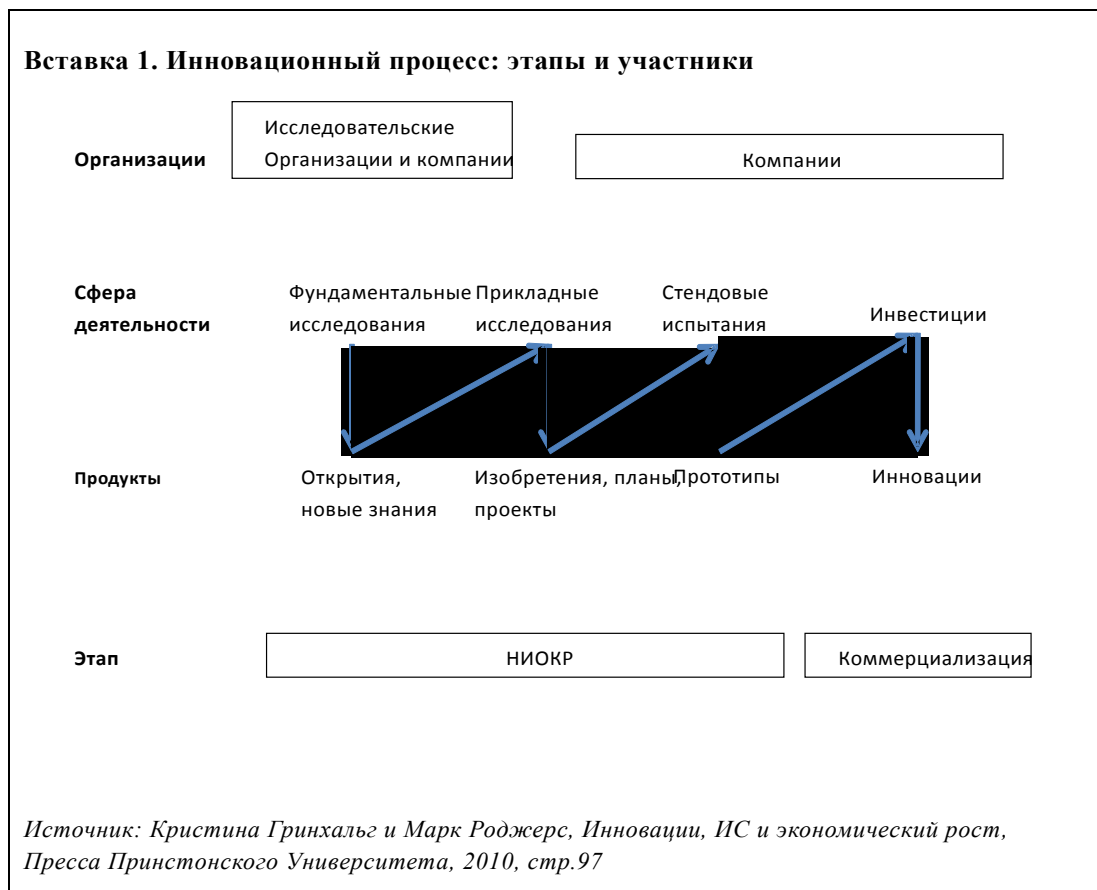 Вставка 1. Инновационный процесс: этапы и участники
Исследовательские
Организации и компании
Организации
Компании
Сфера
деятельности
Фундаментальные
исследования
Прикладные
исследования
Стендовые
испытания
Инвестиции
Продукты
Открытия,
новые знания
Изобретения, планы,
проекты
Прототипы
Инновации
Этап
НИОКР
Коммерциализация
Источник: Кристина Гринхальг и Марк Роджерс, Инновации, ИС и экономический рост,
Пресса Принстонского Университета, 2010, стр.97